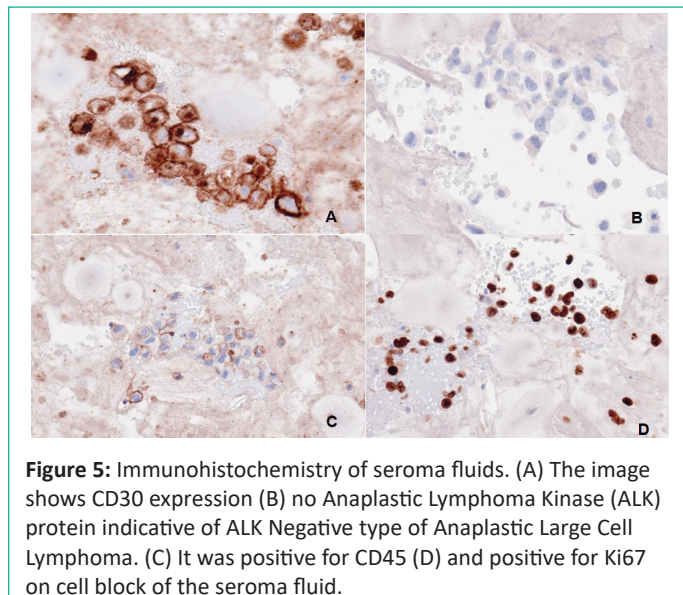 A
B
C
D
Figure 5: Immunohistochemistry of seroma fluids. (A) The image
shows CD30 expression (B) no Anaplastic Lymphoma Kinase (ALK)
protein indicative of ALK Negative type of Anaplastic Large Cell
Lymphoma. (C) It was positive for CD45 (D) and positive for Ki67
on cell block of the seroma fluid.